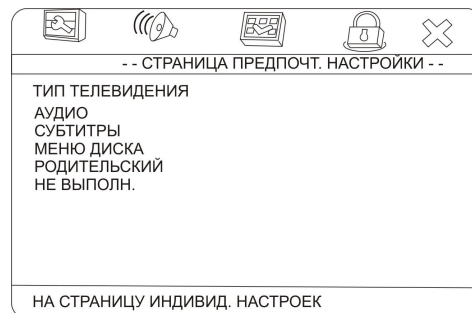 - - СТРАНИЦА ПРЕДПОЧТ. НАСТРОЙКИ - -
ТИП ТЕЛЕВИДЕНИЯ
АУДИО
СУБТИТРЫ
МЕНЮ ДИСКА
РОДИТЕЛЬСКИЙ
НЕ ВЫПОЛН.
НА СТРАНИЦУ ИНДИВИД. НАСТРОЕК